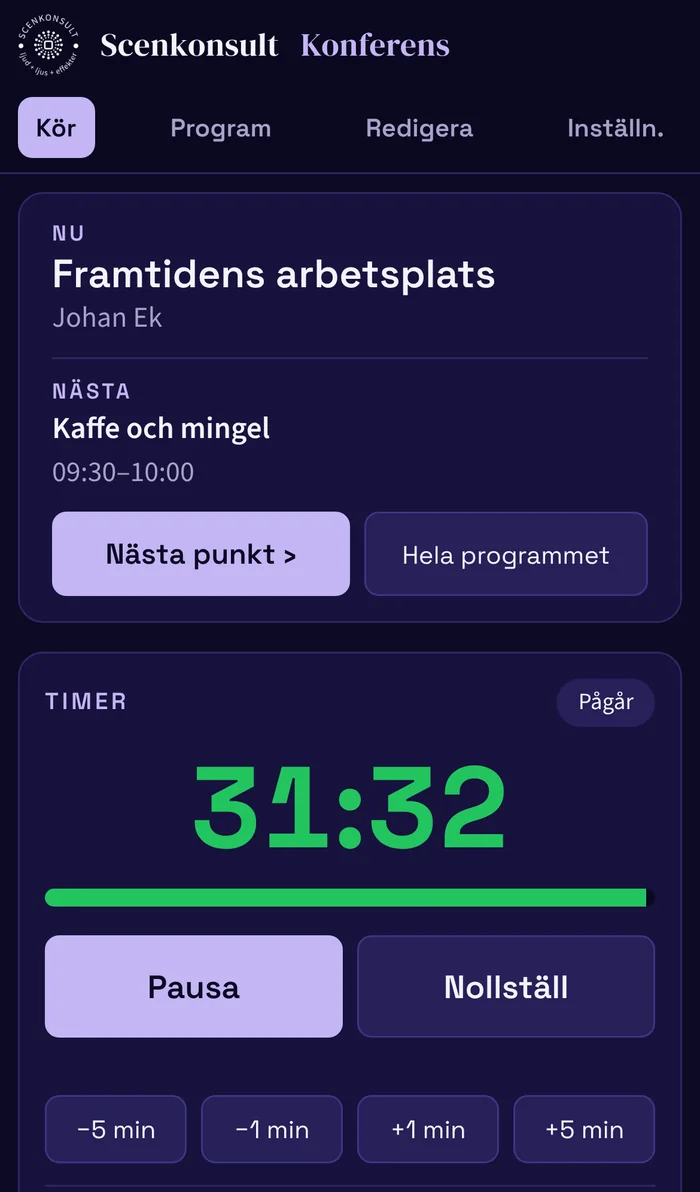 SCENKONSULT
ljud + ljus + effekter
Scenkonsult Konferens
Kör Program Redigera Inställn.
NU
Framtidens arbetsplats
Johan Ek
NÄSTA
Kaffe och mingel
09:30–10:00
Nästa punkt > Hela programmet
TIMER Pågår
31:32
Pausa Nollställ
−5 min −1 min +1 min +5 min